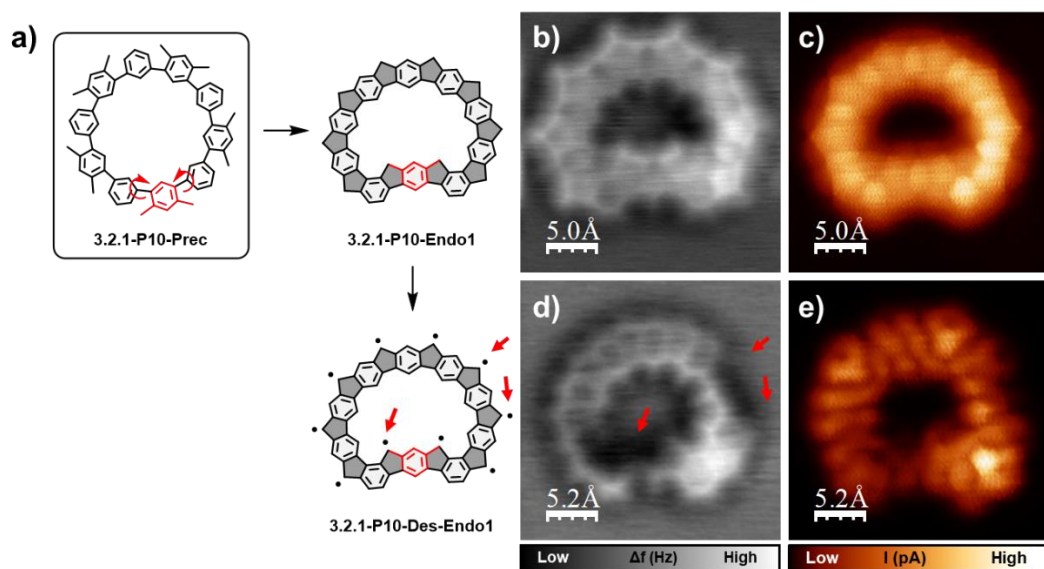 a)
3.2.1-P10-Prec
3.2.1-P10-Endo1
3.2.1-P10-Des-Endo1
b)
5.0Å
c)
5.0Å
d)
5.2Å
e)
5.2Å
Low Δf (Hz) High
Low I (pA) High